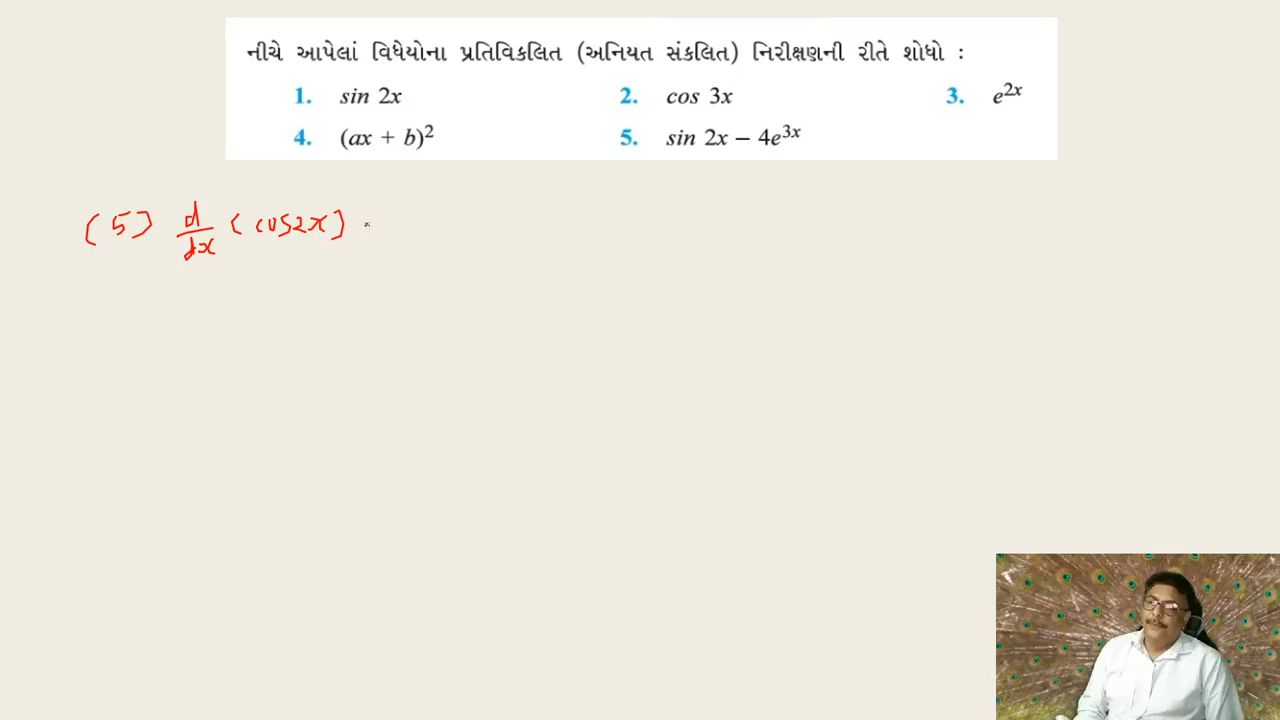 નીચે આપેલાં વિધેયોના પ્રતિવિકલિત (અનિયત સંકલિત) નિરીક્ષણની રીતે શોધો :
1. sin 2x 2. cos 3x 3. e^{2x}
4. (ax + b)^2 5. sin 2x – 4e^{3x}
(5) d/dx (cos2x)